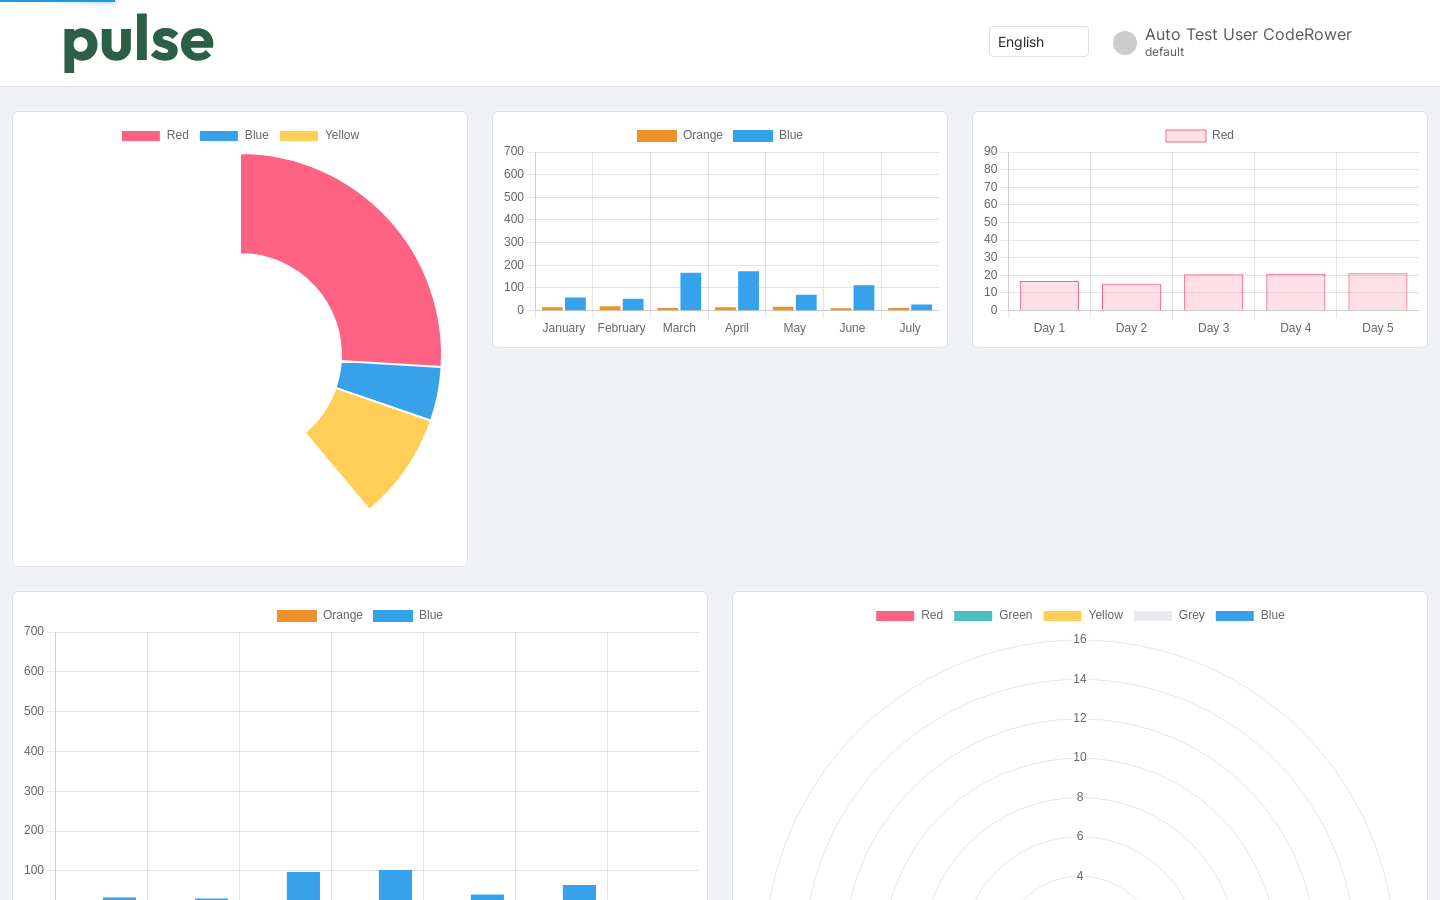 pulse
English
Auto Test User CodeRower
default
Red Blue Yellow
Orange Blue
700
600
500
400
300
200
100
0
January February March April May June July
Red
90
80
70
60
50
40
30
20
10
0
Day 1 Day 2 Day 3 Day 4 Day 5
Orange Blue
700
600
500
400
300
200
100
Red Green Yellow Grey Blue
16
14
12
10
8
6
4